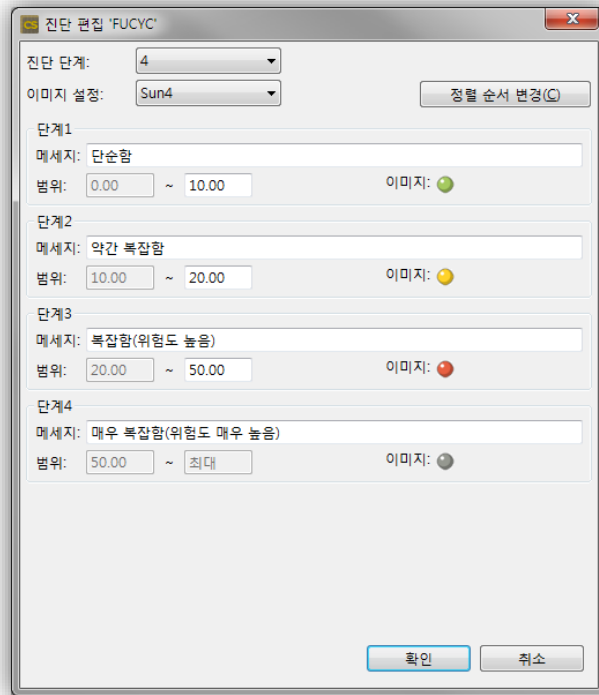 CS 진단 편집 'FUCYC'
진단 단계: 4
이미지 설정: Sun4 정렬 순서 변경(C)
단계1
메세지: 단순함
범위: 0.00 ~ 10.00 이미지:
단계2
메세지: 약간 복잡함
범위: 10.00 ~ 20.00 이미지:
단계3
메세지: 복잡함(위험도 높음)
범위: 20.00 ~ 50.00 이미지:
단계4
메세지: 매우 복잡함(위험도 매우 높음)
범위: 50.00 ~ 최대 이미지:
확인 취소